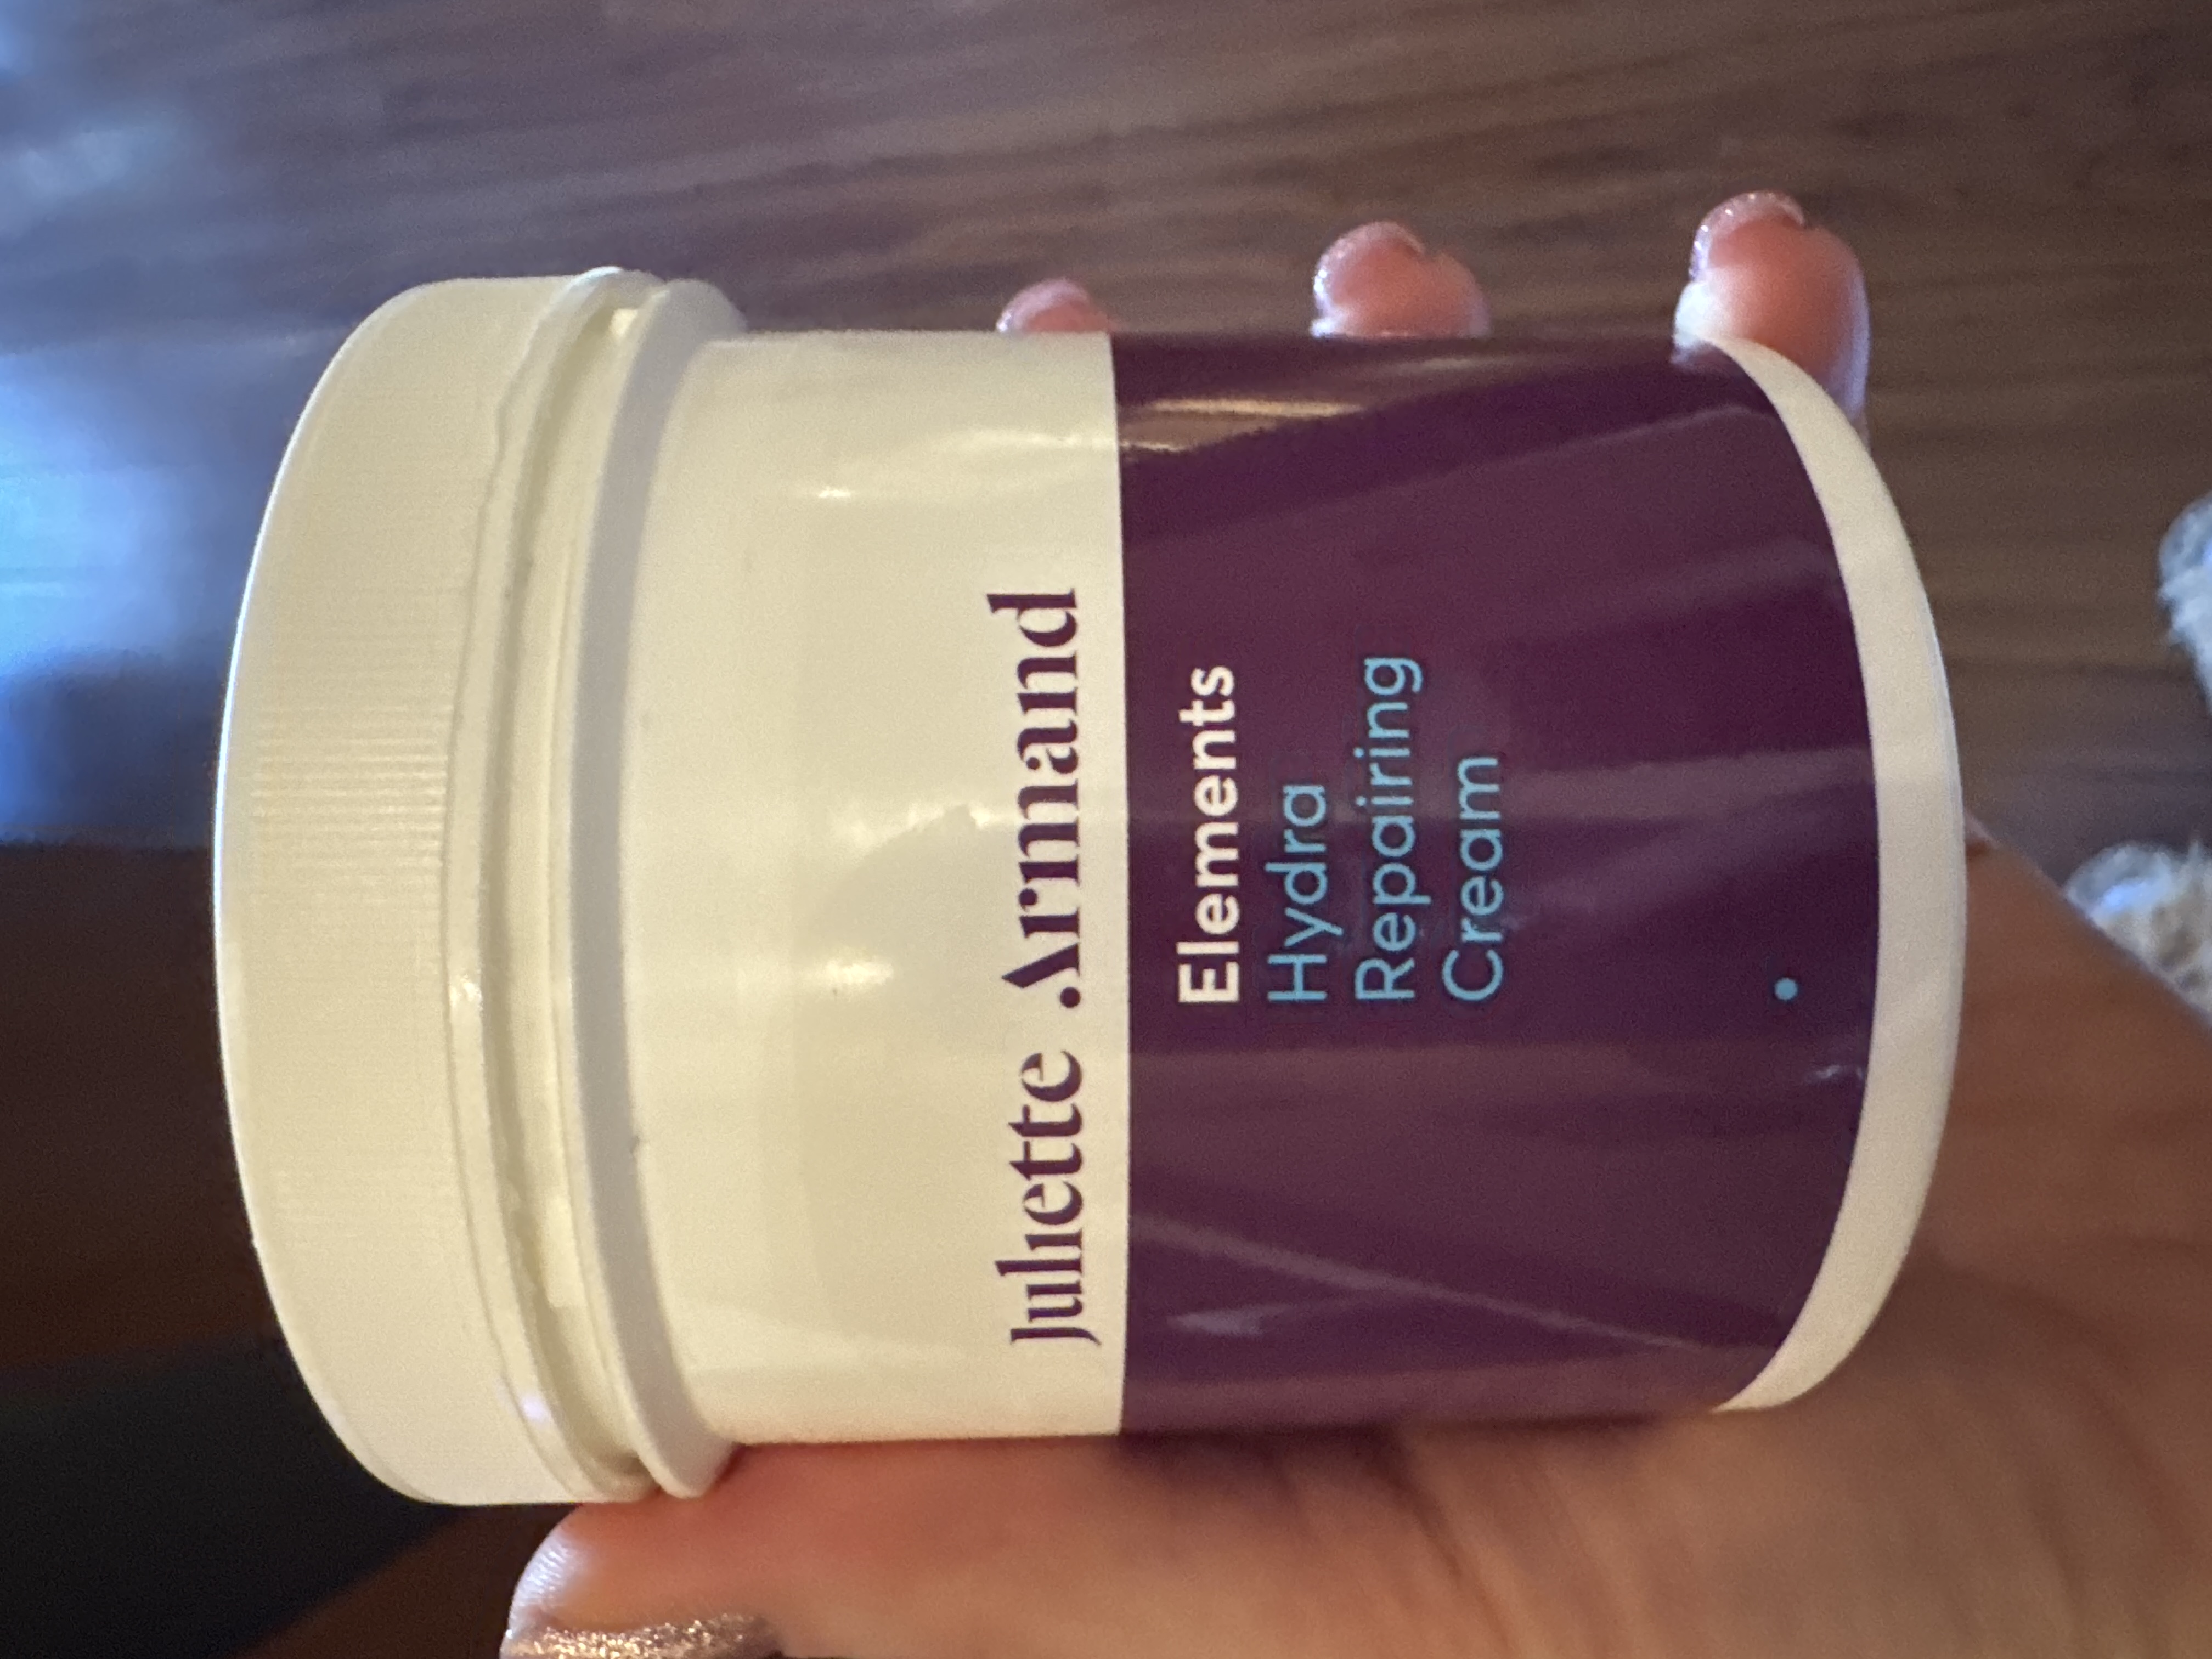 Juliette Armand
Elements
Hydra
Repairing
Cream